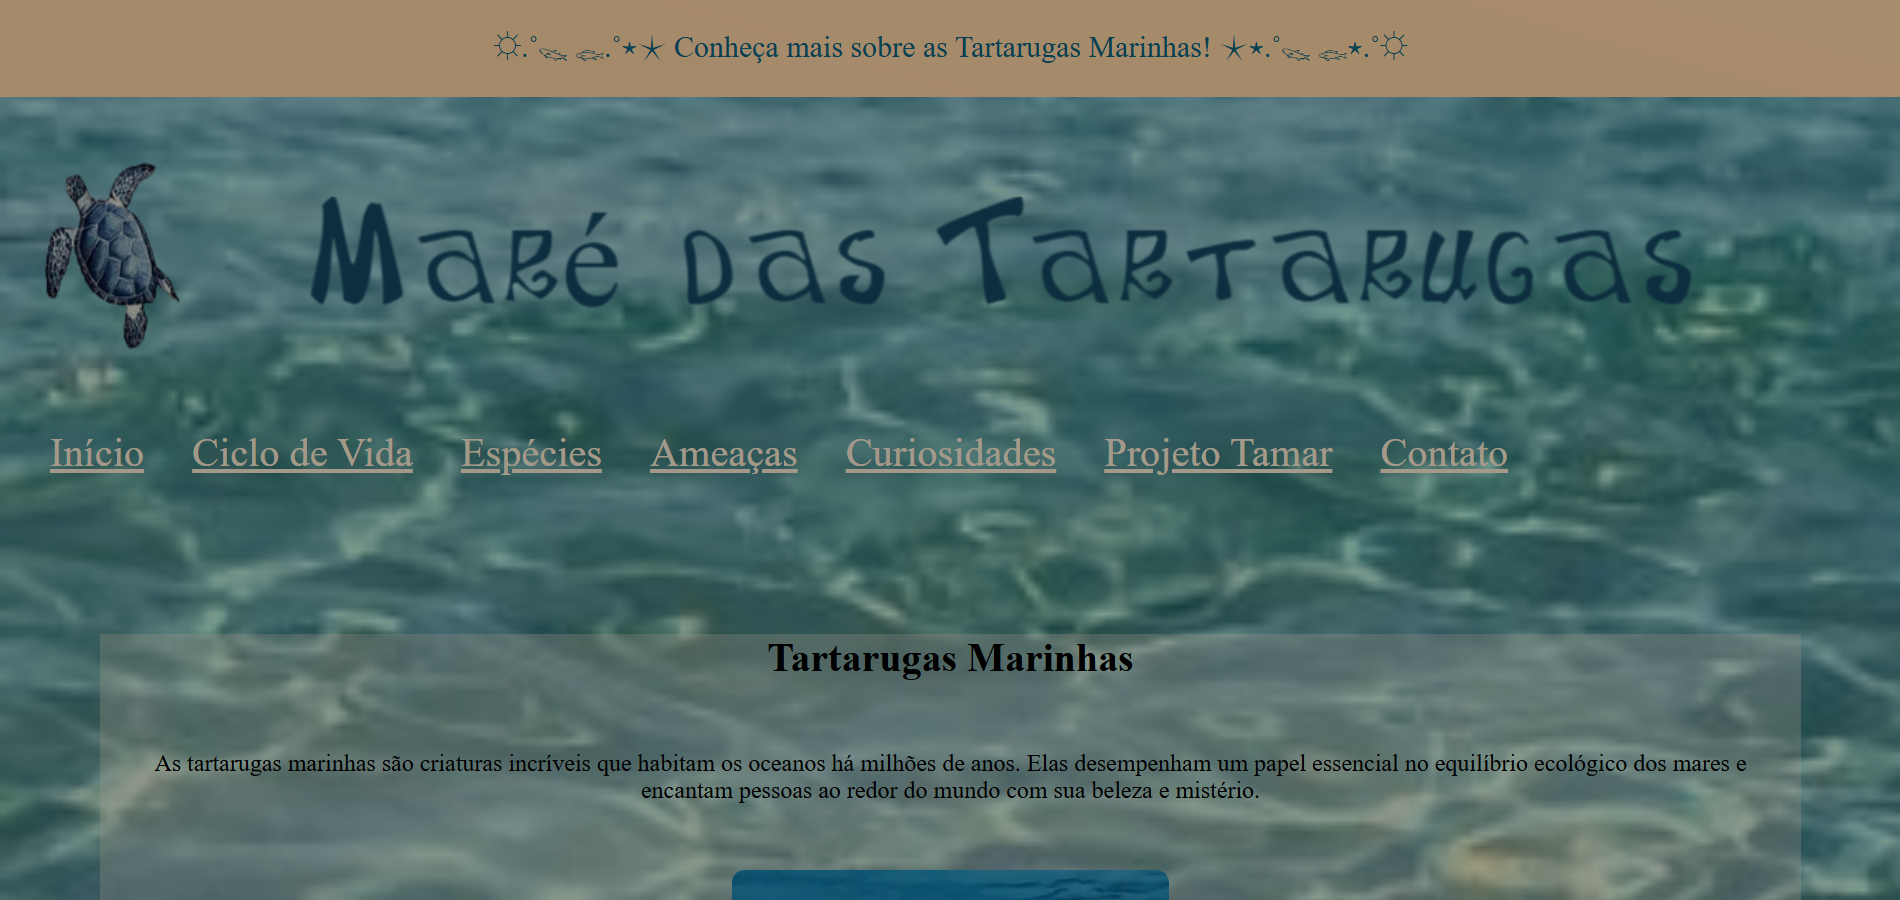 ☼.˚𓆝 𓆟.˚⋆✶ Conheça mais sobre as Tartarugas Marinhas! ✶⋆.˚𓆝 𓆟⋆.˚☼
Maré das Tartarugas
Início Ciclo de Vida Espécies Ameaças Curiosidades Projeto Tamar Contato
Tartarugas Marinhas
As tartarugas marinhas são criaturas incríveis que habitam os oceanos há milhões de anos. Elas desempenham um papel essencial no equilíbrio ecológico dos mares e
encantam pessoas ao redor do mundo com sua beleza e mistério.